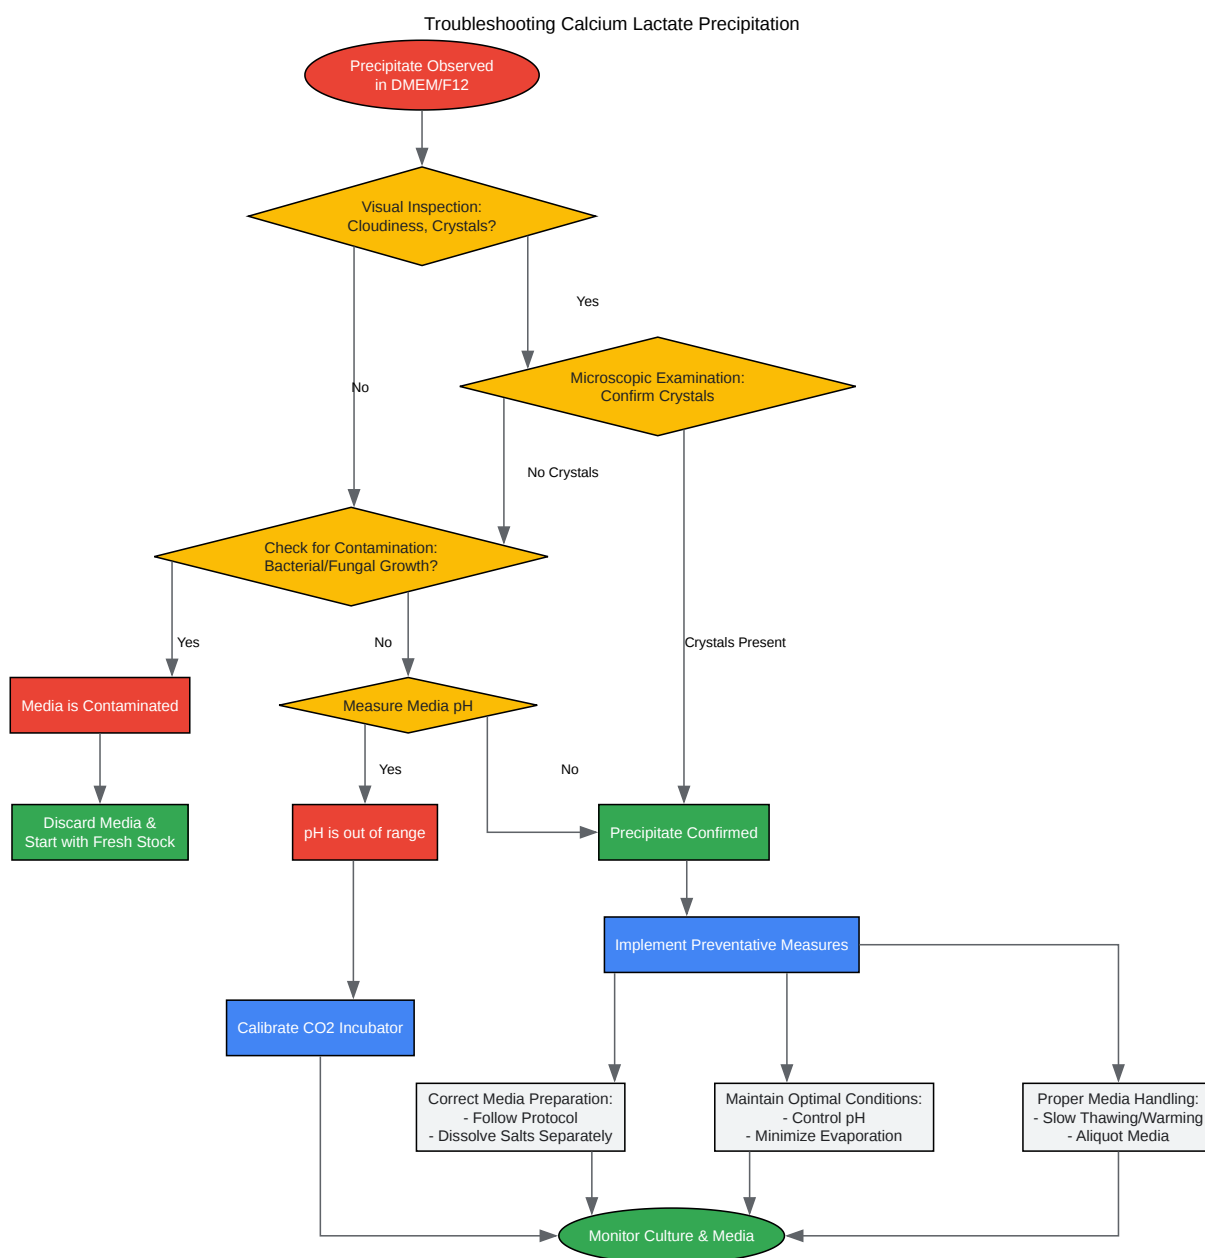 Troubleshooting Calcium Lactate Precipitation
Precipitate Observed
in DMEM/F12
Visual Inspection:
Cloudiness, Crystals?
Yes
No
Microscopic Examination:
Confirm Crystals
No Crystals
Check for Contamination:
Bacterial/Fungal Growth?
Yes
No
Crystals Present
Media is Contaminated
Measure Media pH
Yes
No
Discard Media &
Start with Fresh Stock
pH is out of range
Precipitate Confirmed
Implement Preventative Measures
Calibrate CO2 Incubator
Correct Media Preparation:
- Follow Protocol
- Dissolve Salts Separately
Maintain Optimal Conditions:
- Control pH
- Minimize Evaporation
Proper Media Handling:
- Slow Thawing/Warming
- Aliquot Media
Monitor Culture & Media